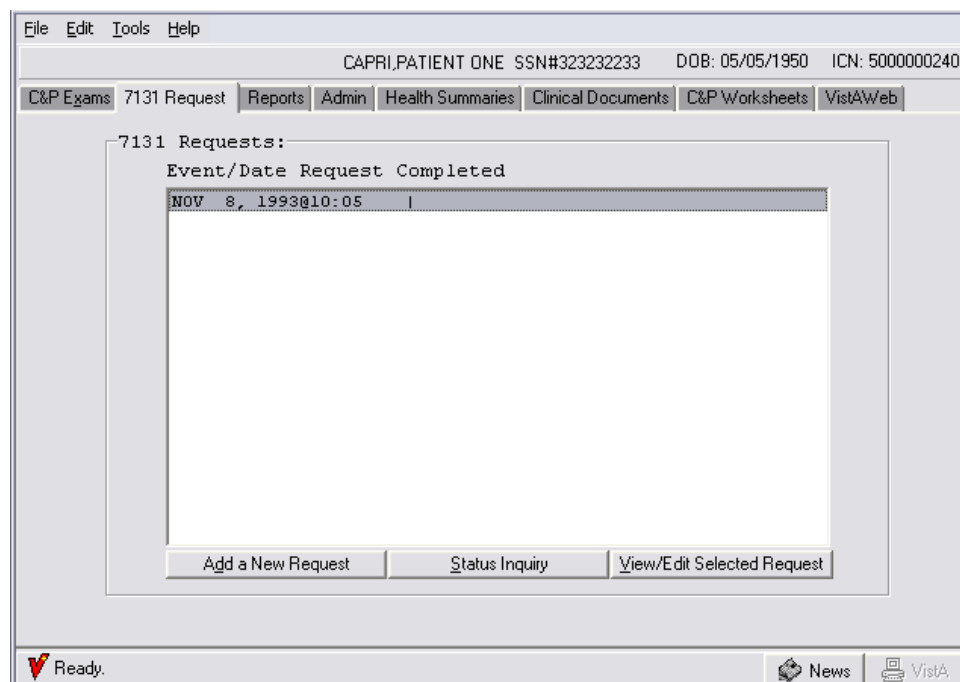 File Edit Tools Help
CAPRI,PATIENT ONE SSN#323232233 DOB: 05/05/1950 ICN: 5000000240
C&P Exams 7131 Request Reports Admin Health Summaries Clinical Documents C&P Worksheets VistAWeb
7131 Requests:
Event/Date Request Completed
NOV 8, 1993@10:05 |
Add a New Request Status Inquiry View/Edit Selected Request
Ready. News VistA